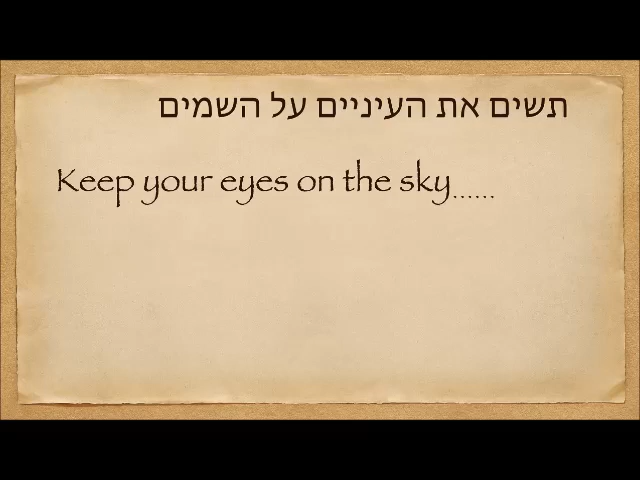 תשים את העיניים על השמים
Keep your eyes on the sky......